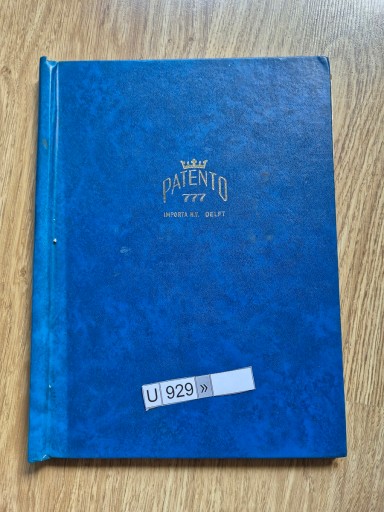 PATENTO
777
IMPORTA N.V. DELFT
U 929 »